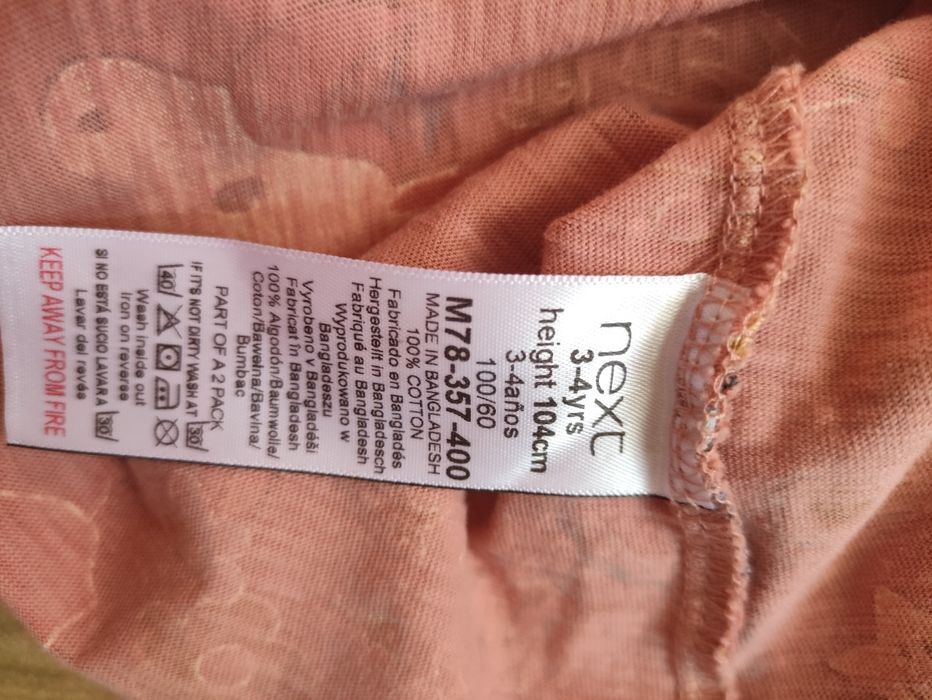 next
3-4yrs
height 104cm
3-4años
100/60
M78-357-400
MADE IN BANGLADESH
100% COTTON
Fabricado en Bangladés
Hergestellt in Bangladesch
Fabriqué au Bangladesh
Wyprodukowano w
Bangladeszu
Vyrobeno v Bangladéši
Fabricat în Bangladesh
100% Algodón/Baumwolle/
Coton/Bawełna/Bavlna/
Bumbac
PART OF A 2 PACK
IF IT'S NOT DIRTY WASH AT 30
40
Wash inside out
Iron on reverse
SI NO ESTÁ SUCIO LAVAR A 30
Lavar del revés
KEEP AWAY FROM FIRE